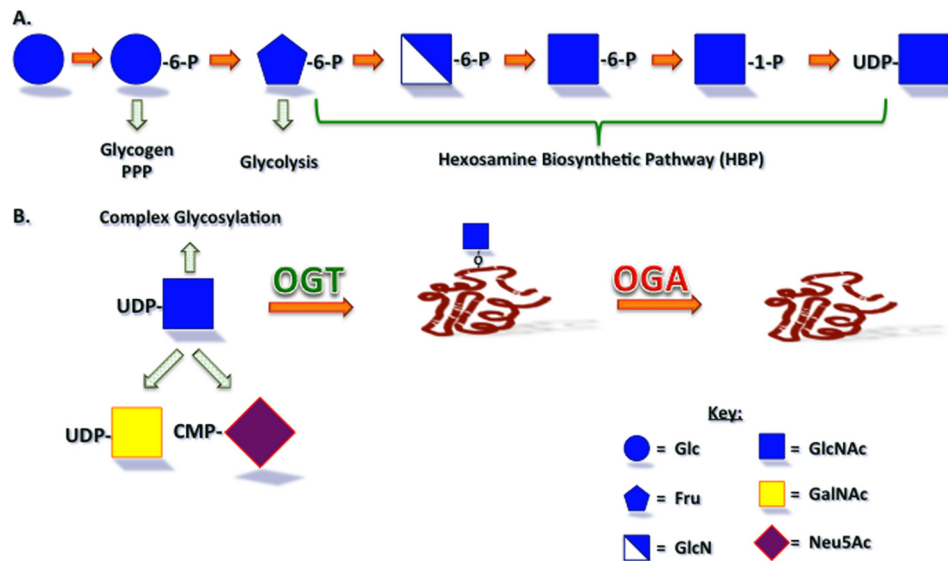 A.
-6-P
-6-P
-6-P
-6-P
-1-P
UDP-
Glycogen
PPP
Glycolysis
Hexosamine Biosynthetic Pathway (HBP)
B.
Complex Glycosylation
UDP-
OGT
O
OGA
UDP-
CMP-
Key:
= Glc
= GlcNAc
= Fru
= GalNAc
= GlcN
= Neu5Ac